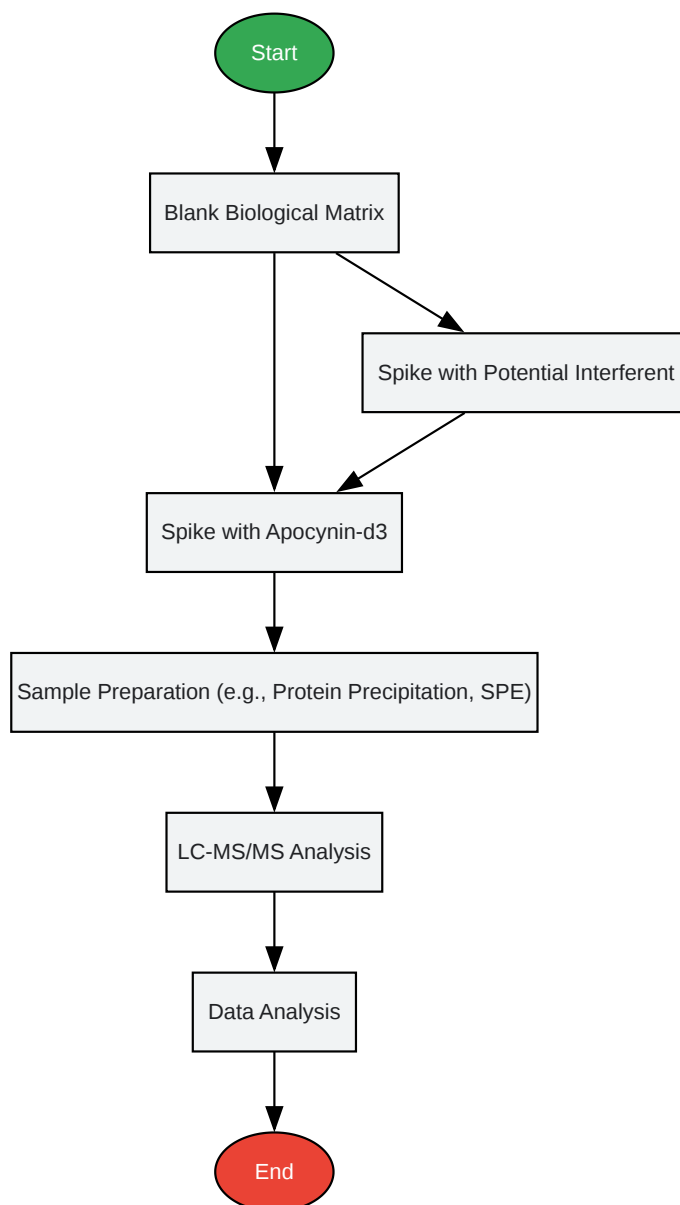 Start
Blank Biological Matrix
Spike with Potential Interferent
Spike with Apocynin-d3
Sample Preparation (e.g., Protein Precipitation, SPE)
LC-MS/MS Analysis
Data Analysis
End